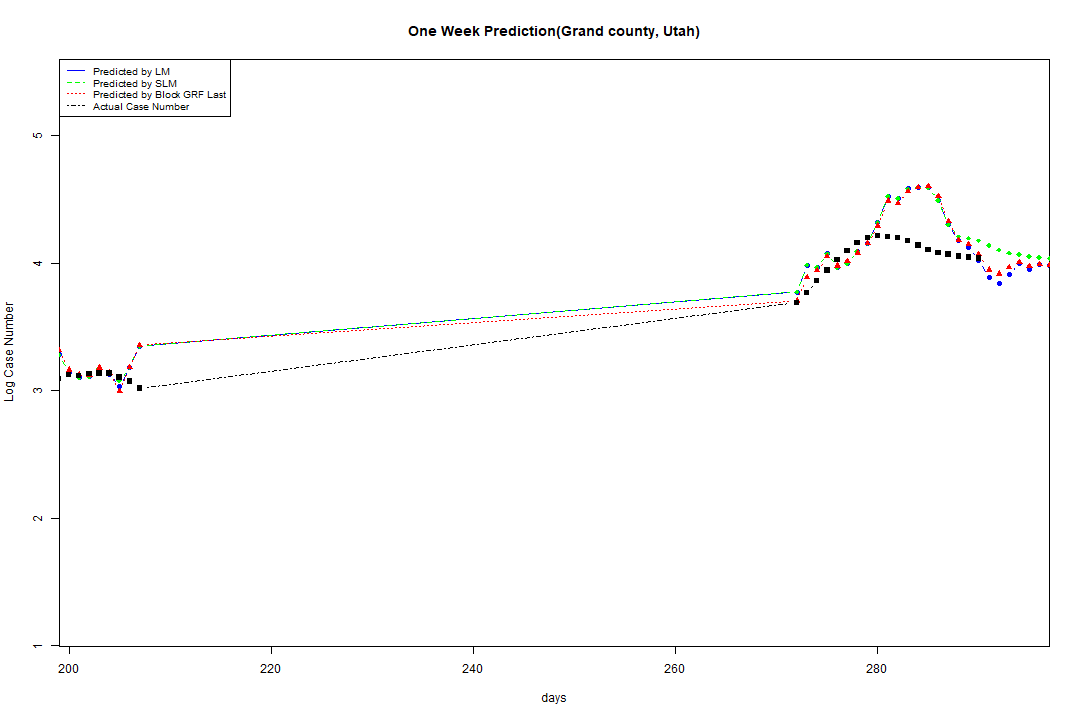 One Week Prediction(Grand county, Utah)
Predicted by LM
Predicted by SLM
Predicted by Block GRF Last
Actual Case Number
5
4
3
2
1
Log Case Number
200 220 240 260 280
days